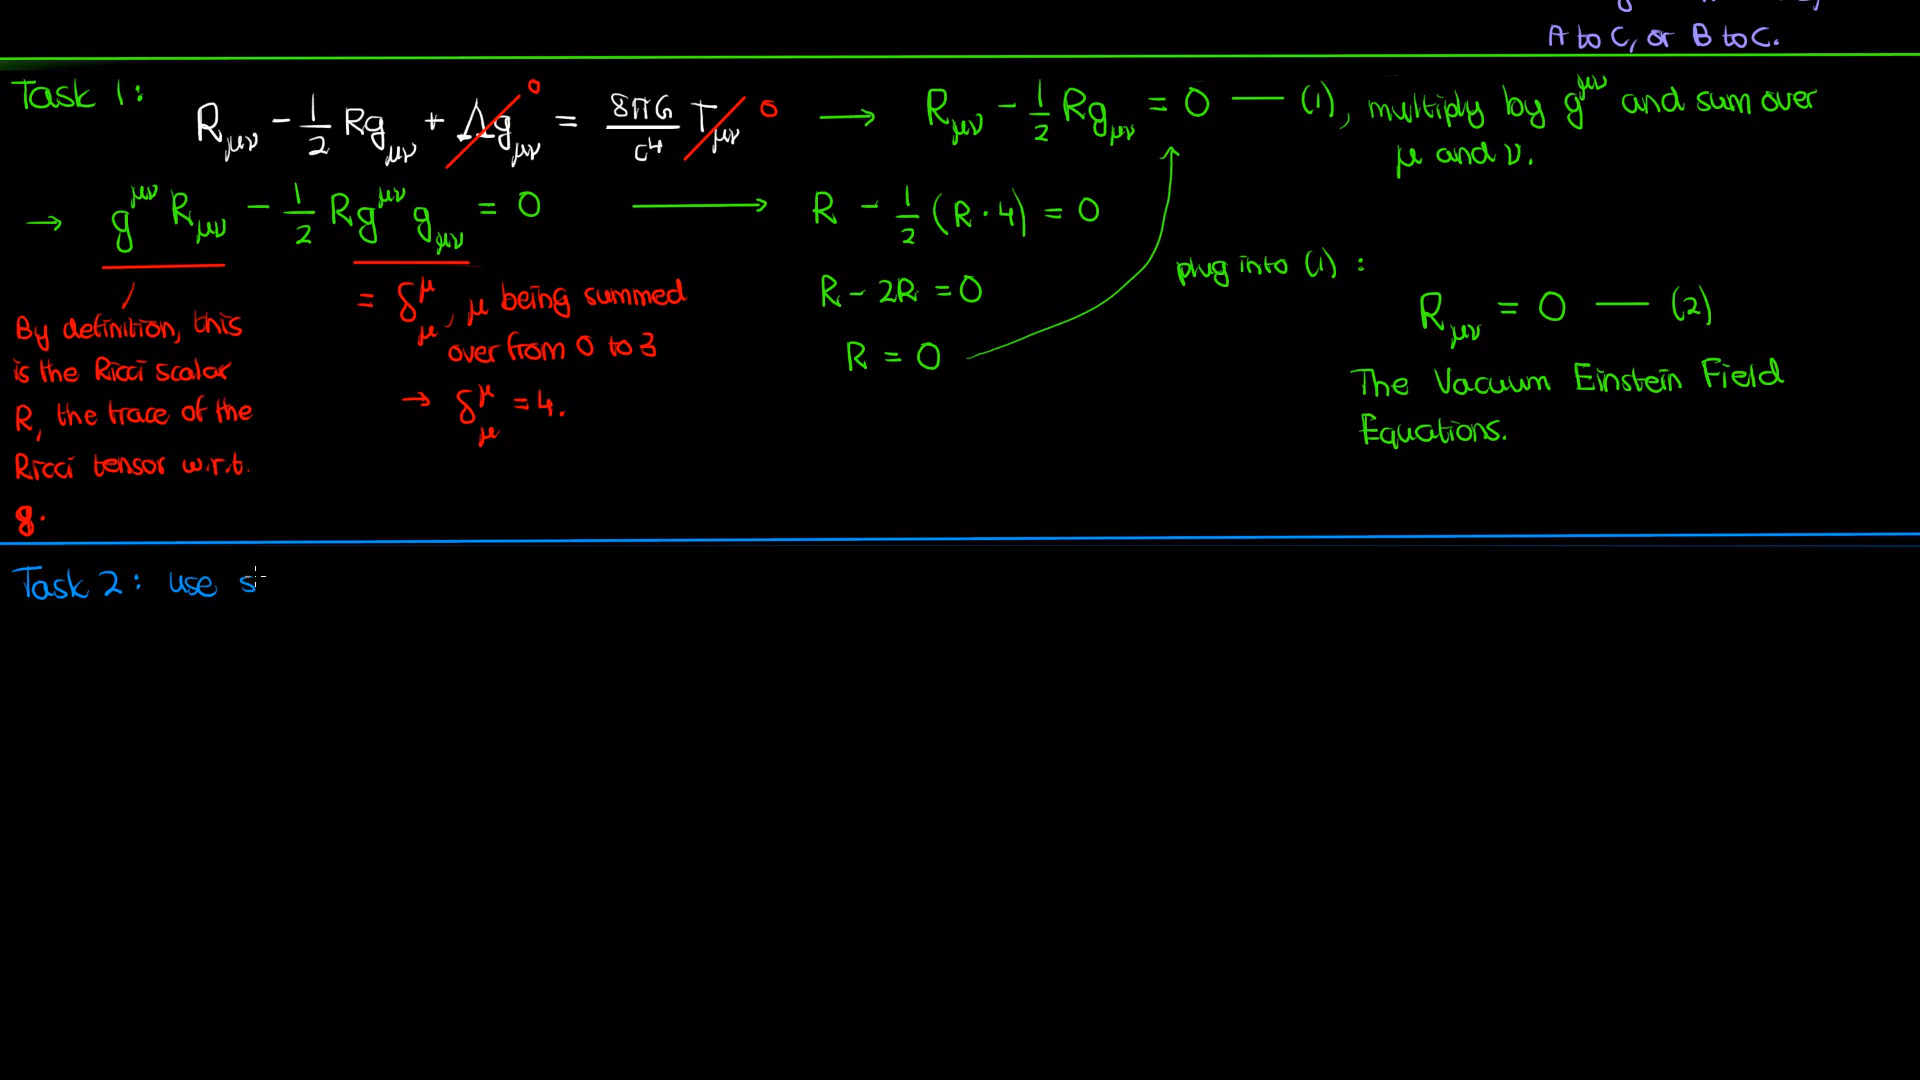 A to C, or B to C.
Task 1: R_μν - 1/2 Rg_μν + Λg_μν = 8πG/c⁴ T_μν → R_μν - 1/2 Rg_μν = 0 — (1), multiply by g^μν and sum over
0 0
μ and ν.
→ g^μν R_μν - 1/2 Rg^μν g_μν = 0 → R - 1/2 (R · 4) = 0
= δ^μ_μ, μ being summed
over from 0 to 3
→ δ^μ_μ = 4.
By definition, this
is the Ricci scalar
R, the trace of the
Ricci tensor w.r.t.
g.
R - 2R = 0
R = 0
plug into (1) :
R_μν = 0 — (2)
The Vacuum Einstein Field
Equations.
Task 2: use s